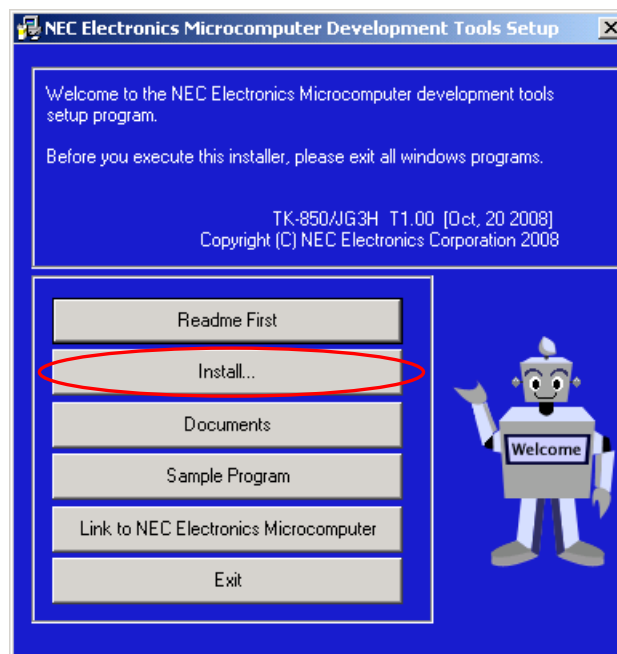 NEC Electronics Microcomputer Development Tools Setup
Welcome to the NEC Electronics Microcomputer development tools
setup program.
Before you execute this installer, please exit all windows programs.
TK-850/JG3H T1.00 [Oct, 20 2008]
Copyright (C) NEC Electronics Corporation 2008
Readme First
Install...
Documents
Sample Program
Link to NEC Electronics Microcomputer
Exit
Welcome